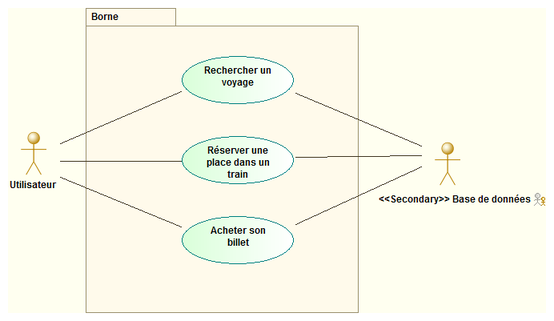 Borne
Rechercher un
voyage
Réserver une
place dans un
train
Utilisateur
<<Secondary>> Base de données
Acheter son
billet